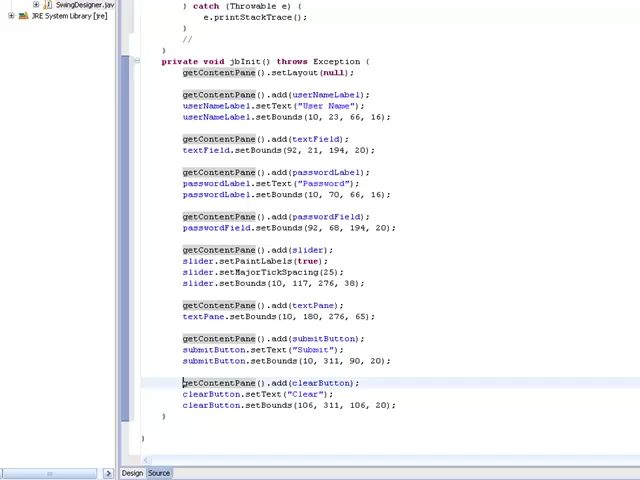 SwingDesigner.jav
JRE System Library [jre]
} catch (Throwable e) {
e.printStackTrace();
}
//
}
private void jbInit() throws Exception {
getContentPane().setLayout(null);
getContentPane().add(userNameLabel);
userNameLabel.setText("User Name");
userNameLabel.setBounds(10, 23, 66, 16);
getContentPane().add(textField);
textField.setBounds(92, 21, 194, 20);
getContentPane().add(passwordLabel);
passwordLabel.setText("Password");
passwordLabel.setBounds(10, 70, 66, 16);
getContentPane().add(passwordField);
passwordField.setBounds(92, 68, 194, 20);
getContentPane().add(slider);
slider.setPaintLabels(true);
slider.setMajorTickSpacing(25);
slider.setBounds(10, 117, 276, 38);
getContentPane().add(textPane);
textPane.setBounds(10, 180, 276, 65);
getContentPane().add(submitButton);
submitButton.setText("Submit");
submitButton.setBounds(10, 311, 90, 20);
getContentPane().add(clearButton);
clearButton.setText("Clear");
clearButton.setBounds(106, 311, 106, 20);
}
}
Design Source